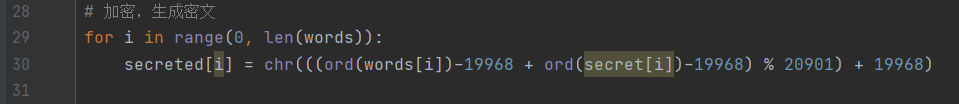 28 # 加密，生成密文
29 for i in range(0, len(words)):
30 secreted[i] = chr(((ord(words[i])-19968 + ord(secret[i])-19968) % 20901) + 19968)
31